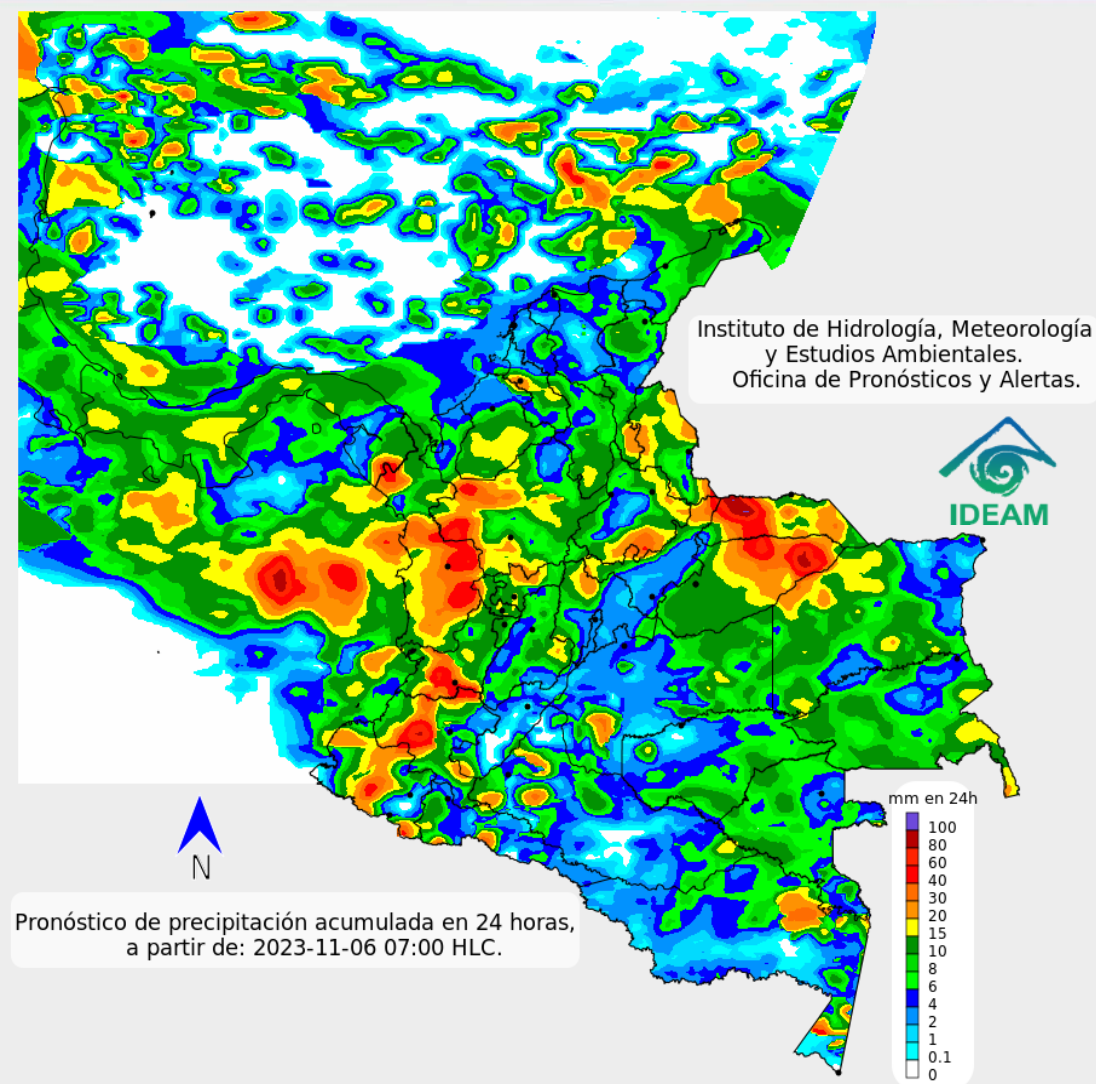 Instituto de Hidrología, Meteorología
y Estudios Ambientales.
Oficina de Pronósticos y Alertas.
IDEAM
mm en 24h
100
80
60
40
30
20
15
10
8
6
4
2
1
0.1
0
N
Pronóstico de precipitación acumulada en 24 horas,
a partir de: 2023-11-06 07:00 HLC.